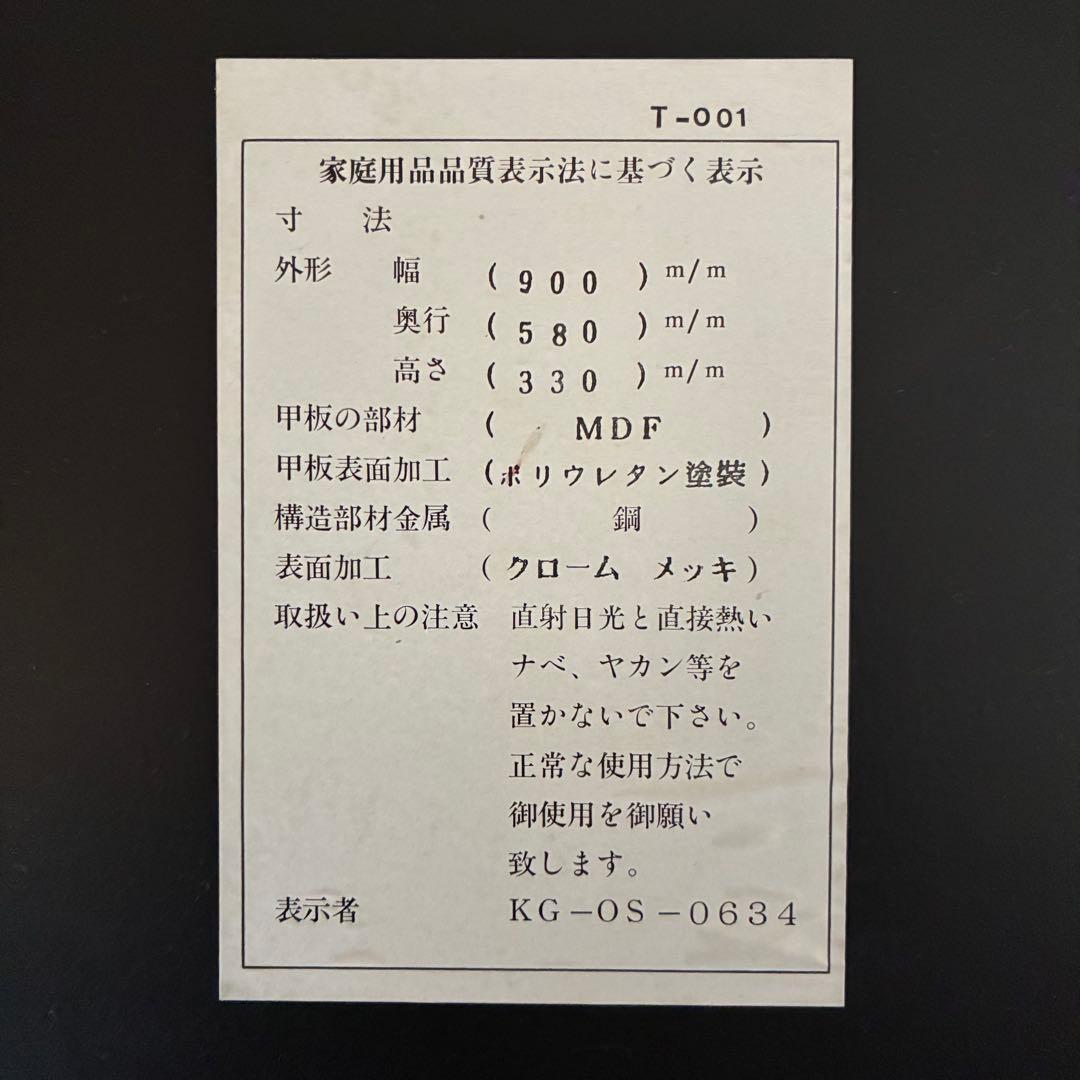 T-001
家庭用品品質表示法に基づく表示
寸　法
外形　幅　(900)m/m
奥行　(580)m/m
高さ　(330)m/m
甲板の部材　(MDF)
甲板表面加工　(ポリウレタン塗装)
構造部材金属　(鋼)
表面加工　(クローム メッキ)
取扱い上の注意　直射日光と直接熱い
ナベ、ヤカン等を
置かないで下さい。
正常な使用方法で
御使用を御願い
致します。
表示者　KG-OS-0634